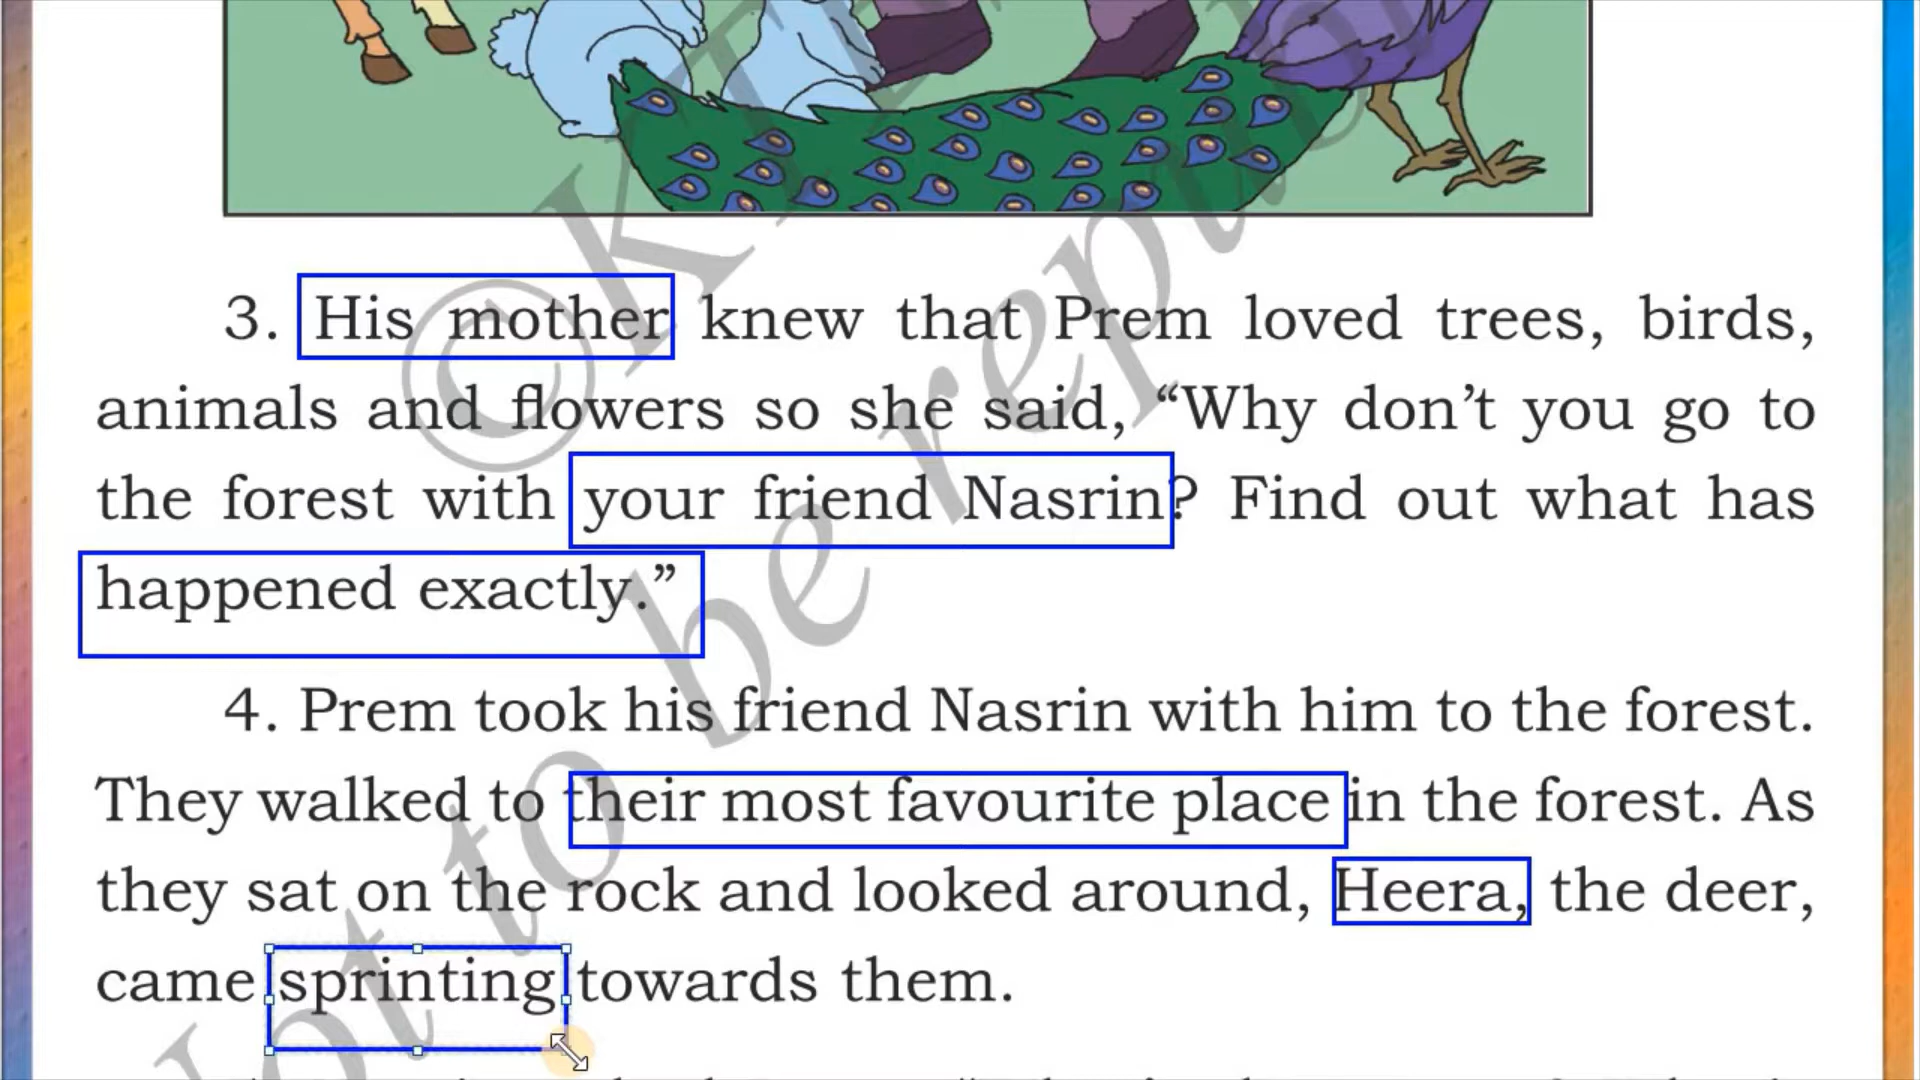 3. His mother knew that Prem loved trees, birds,
animals and flowers so she said, “Why don’t you go to
the forest with your friend Nasrin? Find out what has
happened exactly.”
4. Prem took his friend Nasrin with him to the forest.
They walked to their most favourite place in the forest. As
they sat on the rock and looked around, Heera, the deer,
came sprinting towards them.